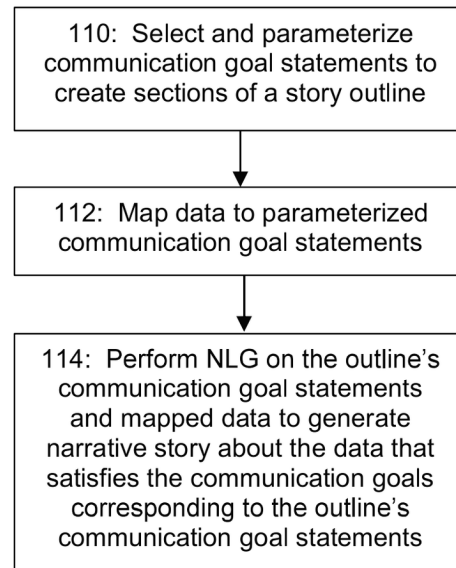 110:  Select and parameterize
communication goal statements to
create sections of a story outline
112:  Map data to parameterized
communication goal statements
114:  Perform NLG on the outline's
communication goal statements
and mapped data to generate
narrative story about the data that
satisfies the communication goals
corresponding to the outline's
communication goal statements